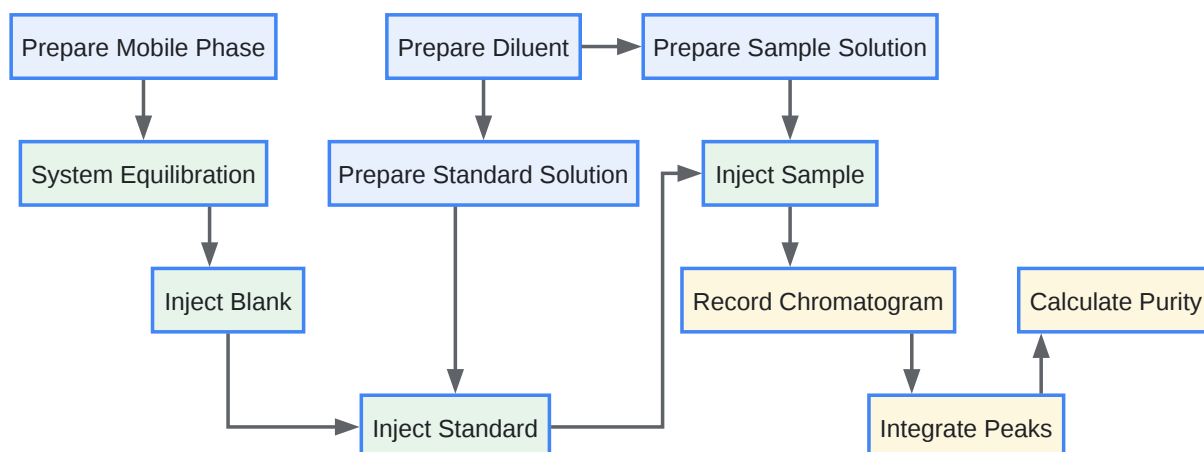 Prepare Mobile Phase
Prepare Diluent
Prepare Sample Solution
System Equilibration
Prepare Standard Solution
Inject Sample
Inject Blank
Record Chromatogram
Calculate Purity
Inject Standard
Integrate Peaks